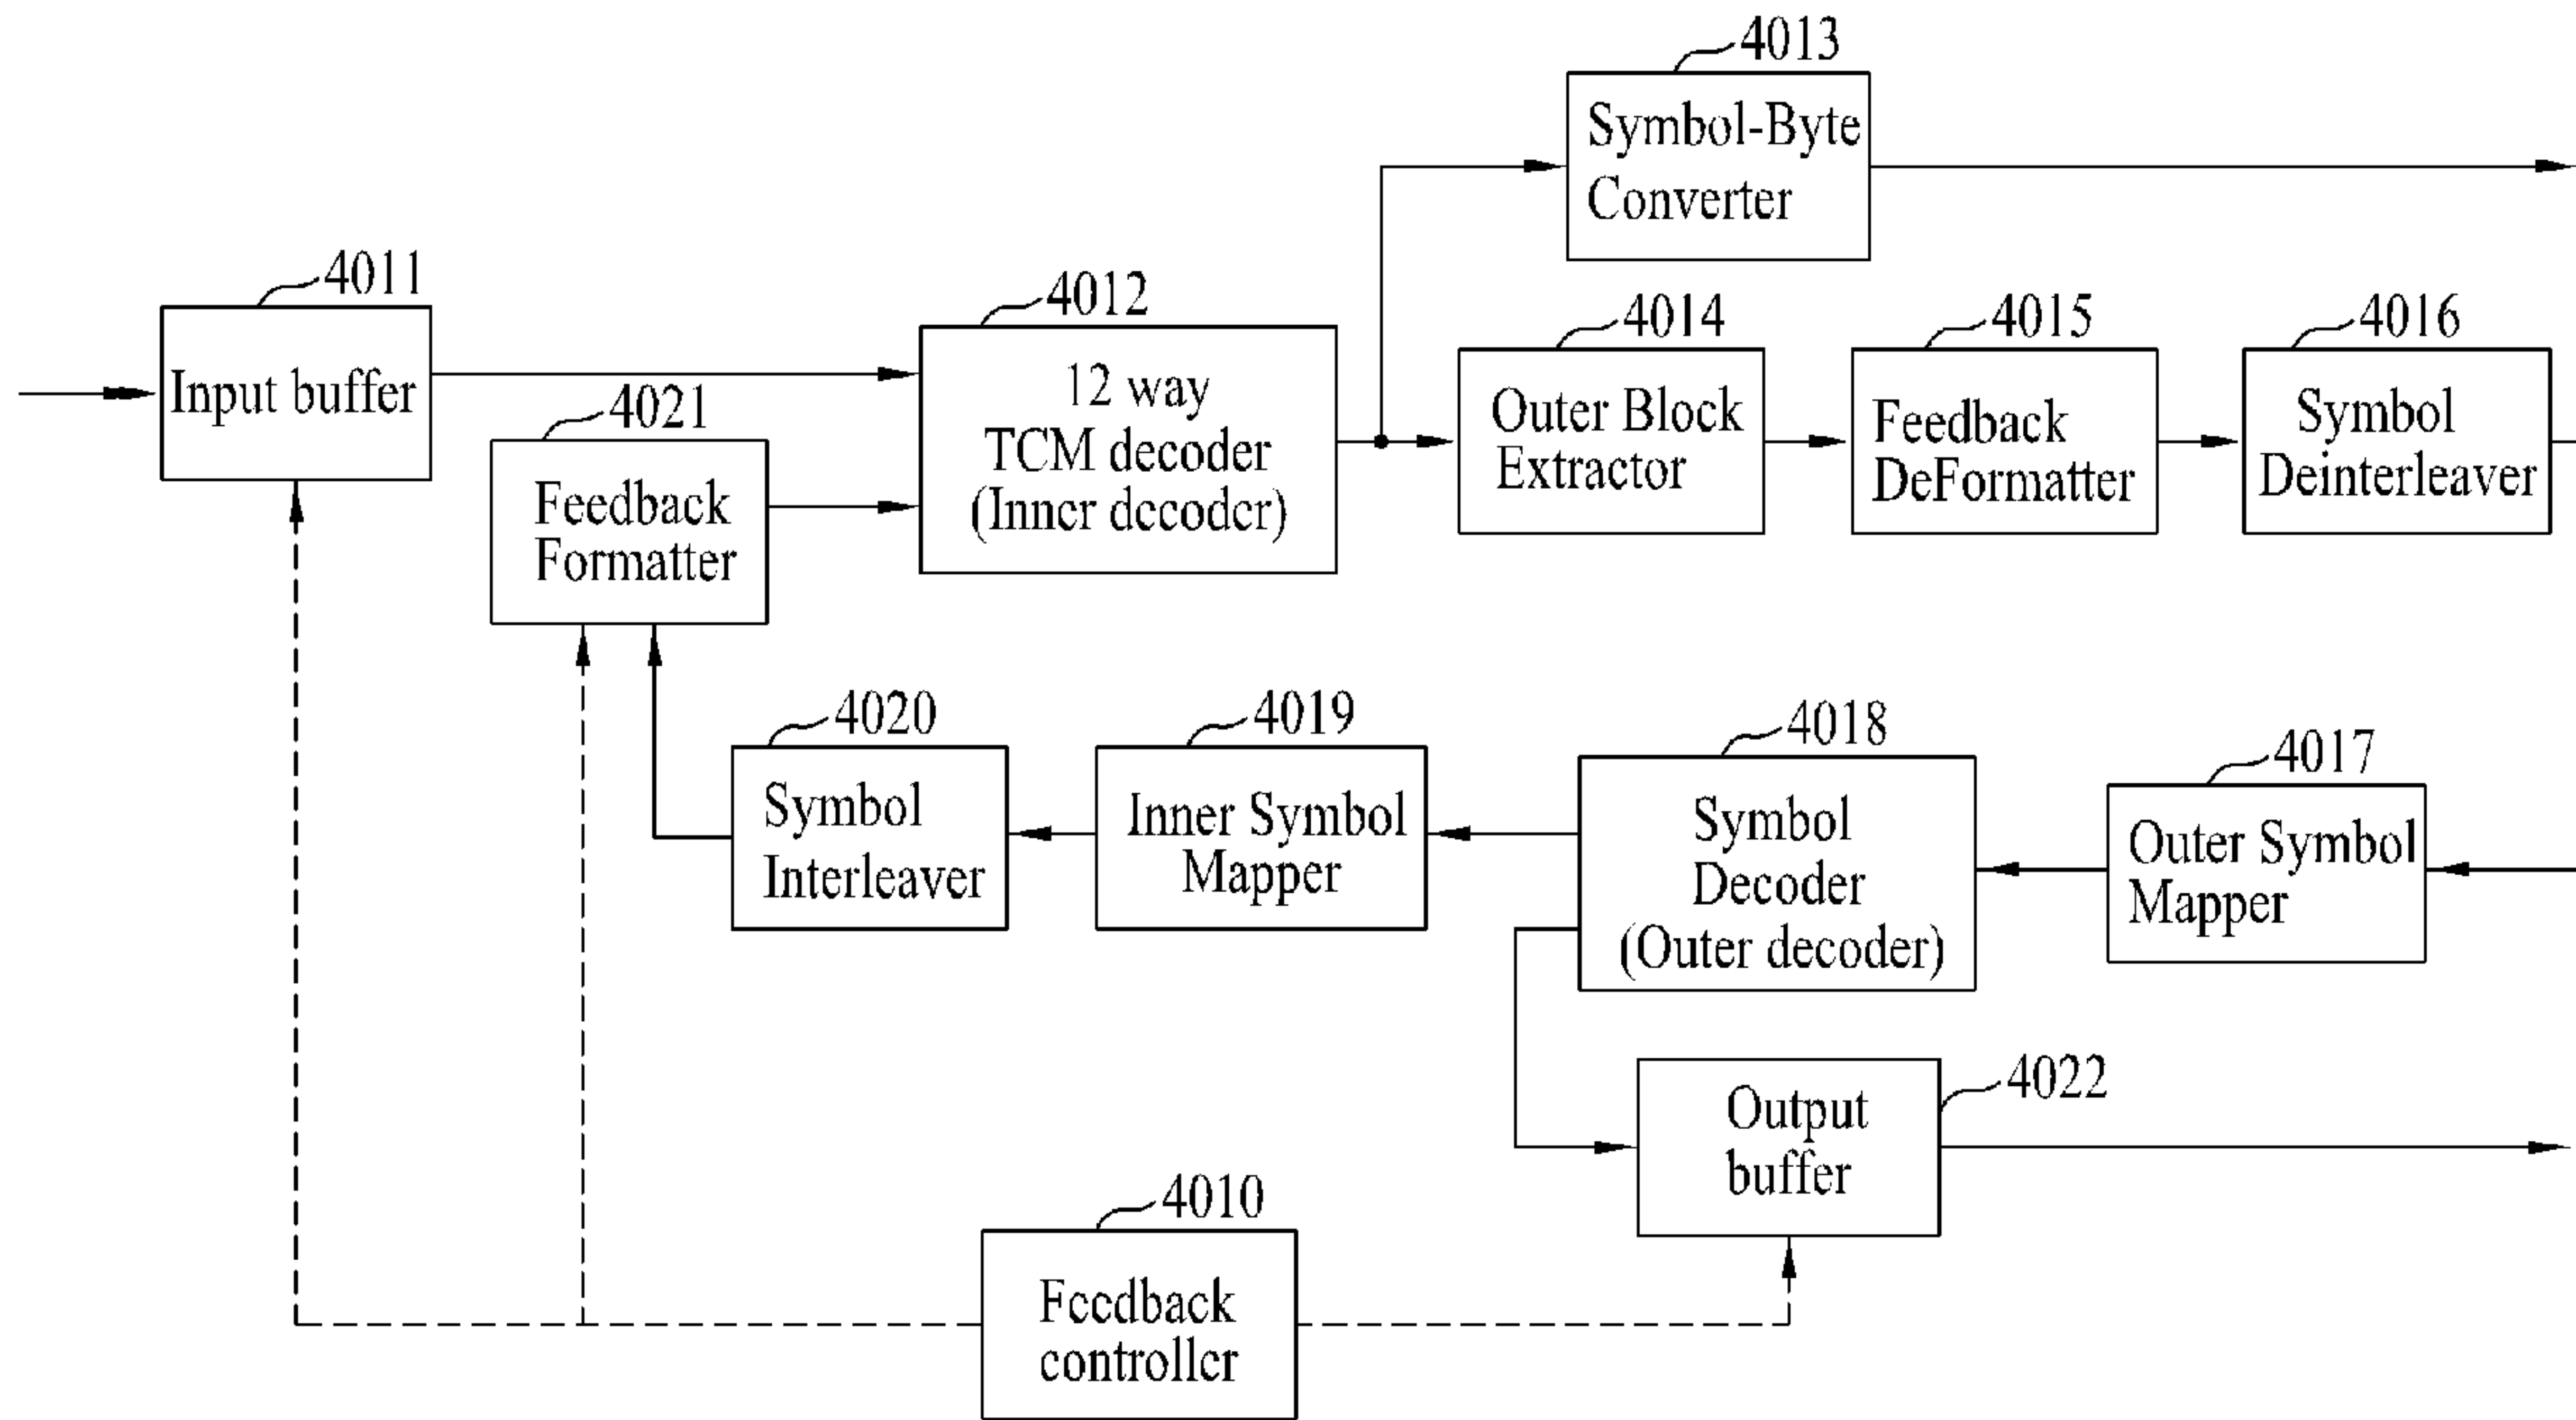 4013
Symbol-Byte
Converter
4011
Input buffer
4012
12 way
TCM decoder
(Inner decoder)
4014
Outer Block
Extractor
4015
Feedback
DeFormatter
4016
Symbol
Deinterleaver
4021
Feedback
Formatter
4020
Symbol
Interleaver
4019
Inner Symbol
Mapper
4018
Symbol
Decoder
(Outer decoder)
4017
Outer Symbol
Mapper
4022
Output
buffer
4010
Feedback
controller